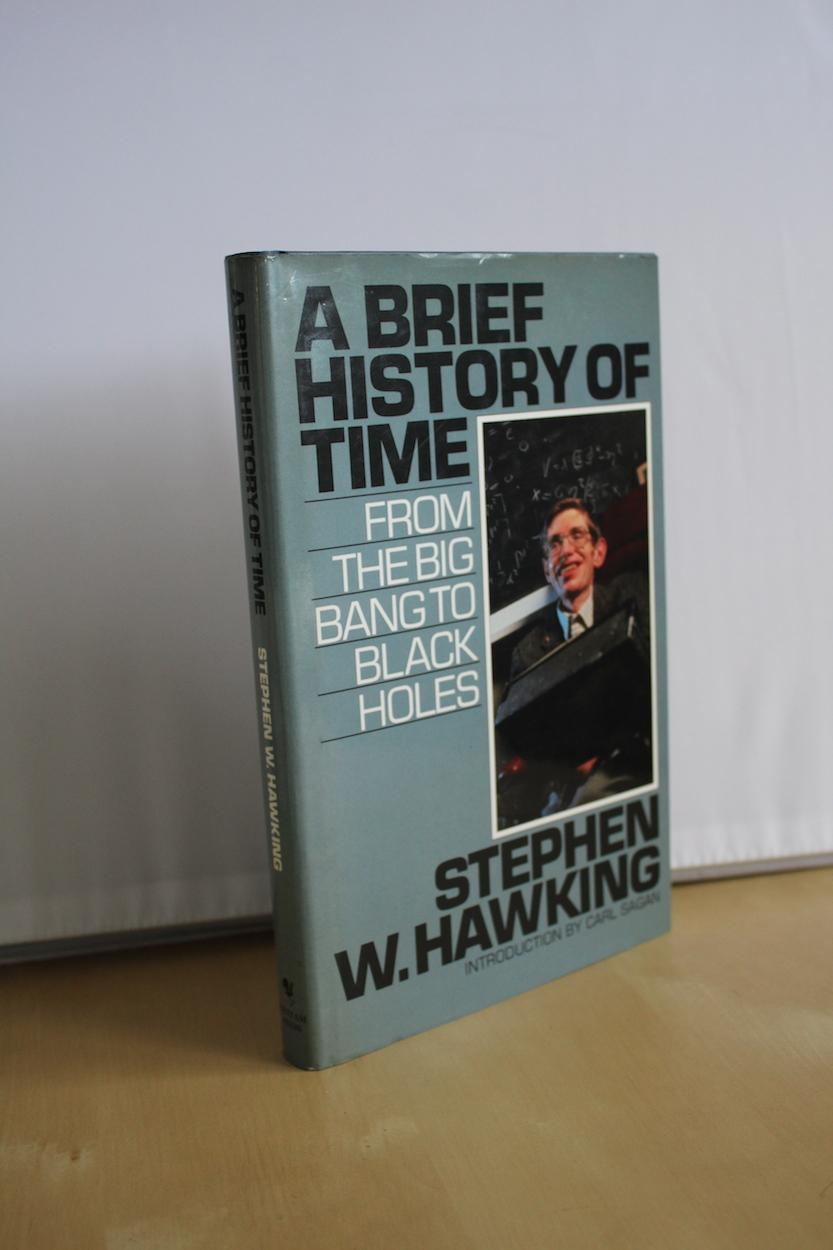 A BRIEF HISTORY OF TIME STEPHEN W. HAWKING
A BRIEF
HISTORY OF
TIME
FROM
THE BIG
BANG TO
BLACK
HOLES
STEPHEN
W. HAWKING
INTRODUCTION BY CARL SAGAN